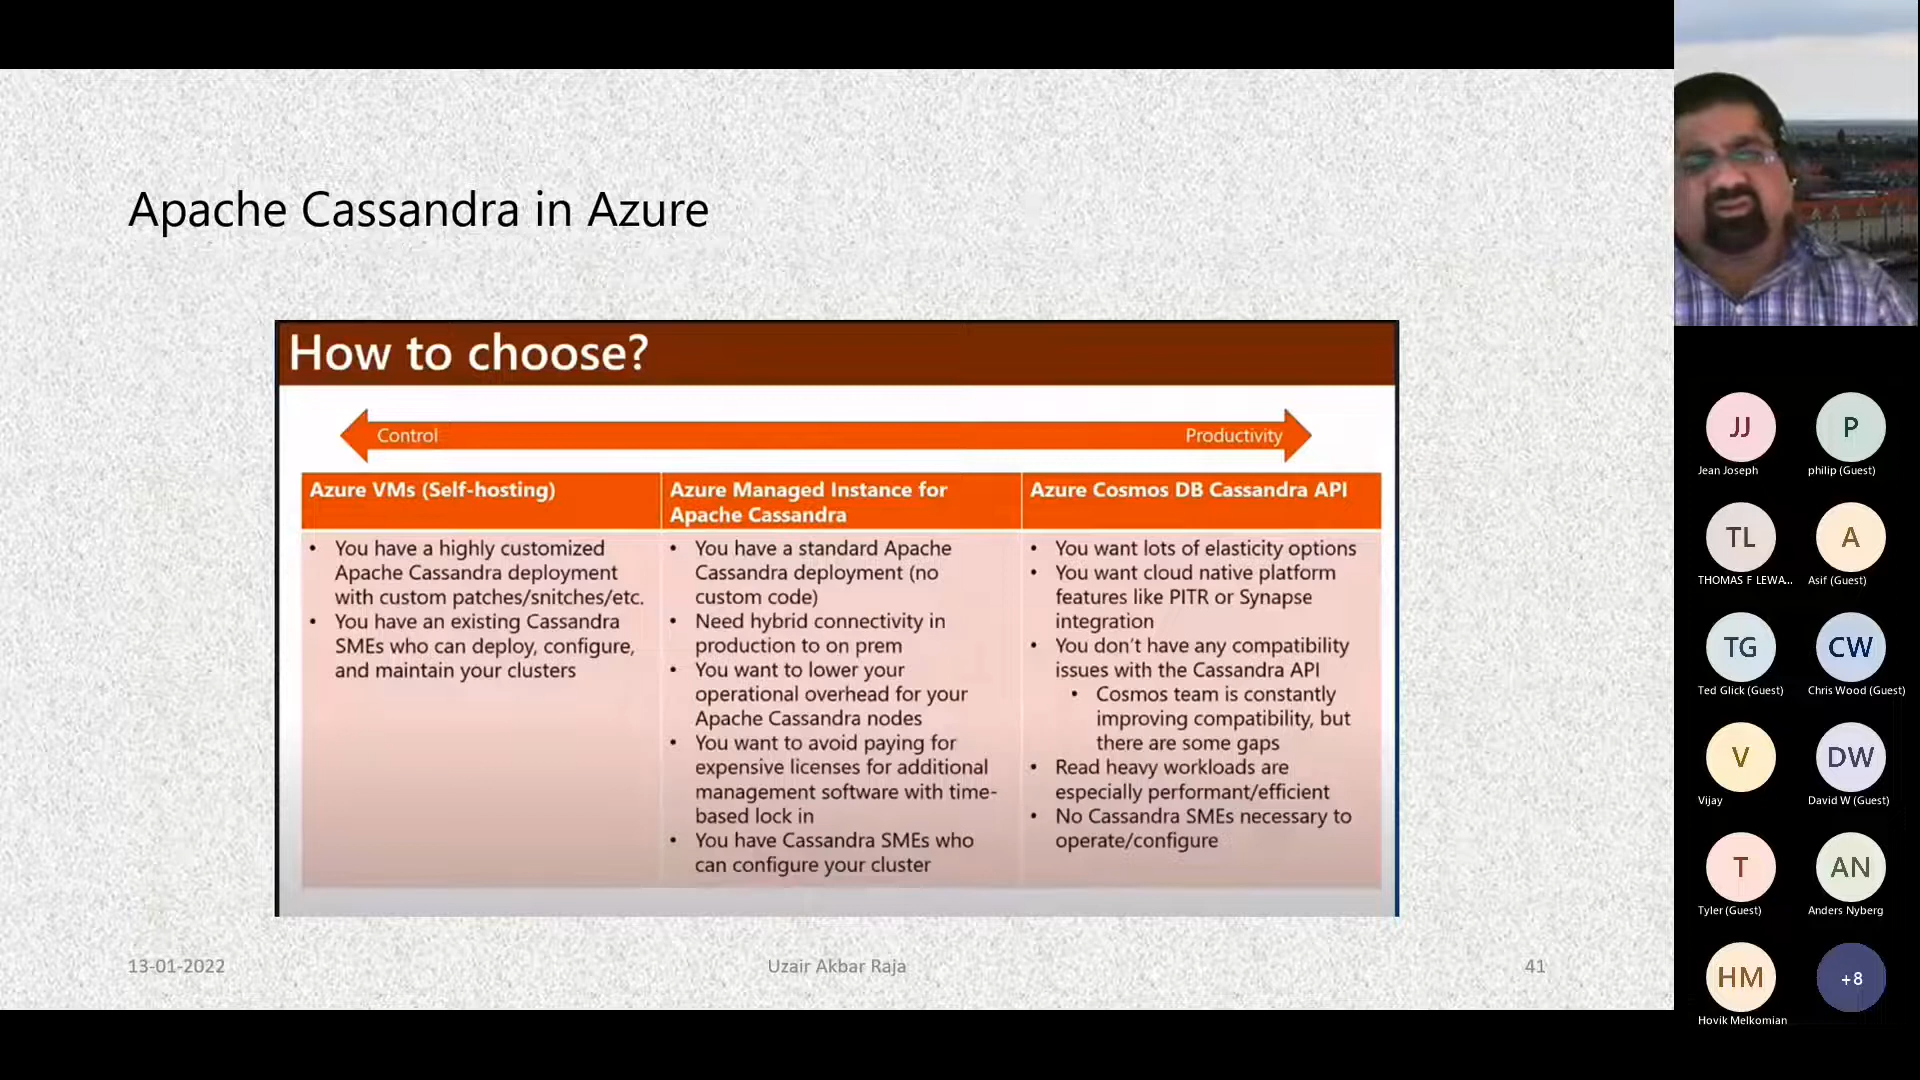 Apache Cassandra in Azure
How to choose?
Control
Productivity
Azure VMs (Self-hosting)
• You have a highly customized
Apache Cassandra deployment
with custom patches/snitches/etc.
• You have an existing Cassandra
SMEs who can deploy, configure,
and maintain your clusters
Azure Managed Instance for
Apache Cassandra
• You have a standard Apache
Cassandra deployment (no
custom code)
• Need hybrid connectivity in
production to on prem
• You want to lower your
operational overhead for your
Apache Cassandra nodes
• You want to avoid paying for
expensive licenses for additional
management software with time-
based lock in
• You have Cassandra SMEs who
can configure your cluster
Azure Cosmos DB Cassandra API
• You want lots of elasticity options
• You want cloud native platform
features like PITR or Synapse
integration
• You don't have any compatibility
issues with the Cassandra API
• Cosmos team is constantly
improving compatibility, but
there are some gaps
• Read heavy workloads are
especially performant/efficient
• No Cassandra SMEs necessary to
operate/configure
13-01-2022
Uzair Akbar Raja
41
JJ
Jean Joseph
P
philip (Guest)
TL
THOMAS F LEWA...
A
Asif (Guest)
TG
Ted Glick (Guest)
CW
Chris Wood (Guest)
V
Vijay
DW
David W (Guest)
T
Tyler (Guest)
AN
Anders Nyberg
HM
Hovik Melkomian
+8